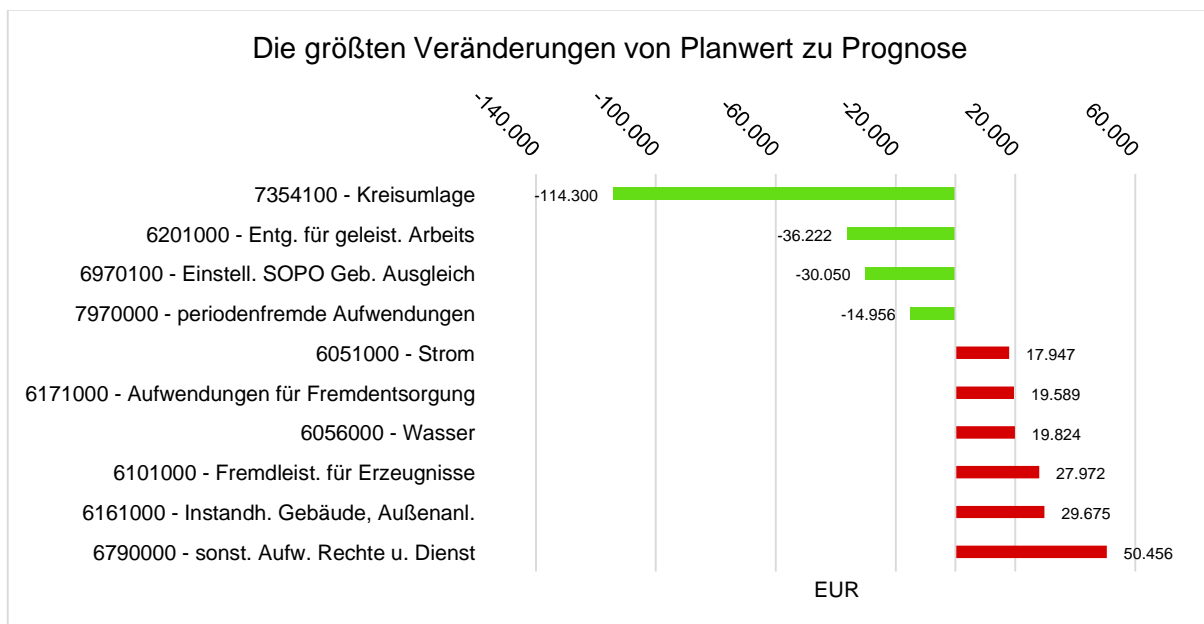 Die größten Veränderungen von Planwert zu Prognose
-140.000
-100.000
-60.000
-20.000
20.000
60.000
7354100 - Kreisumlage
-114.300
6201000 - Entg. für geleist. Arbeits
-36.222
6970100 - Einstell. SOPO Geb. Ausgleich
-30.050
7970000 - periodenfremde Aufwendungen
-14.956
6051000 - Strom
17.947
6171000 - Aufwendungen für Fremdentsorgung
19.589
6056000 - Wasser
19.824
6101000 - Fremdleist. für Erzeugnisse
27.972
6161000 - Instandh. Gebäude, Außenanl.
29.675
6790000 - sonst. Aufw. Rechte u. Dienst
50.456
EUR